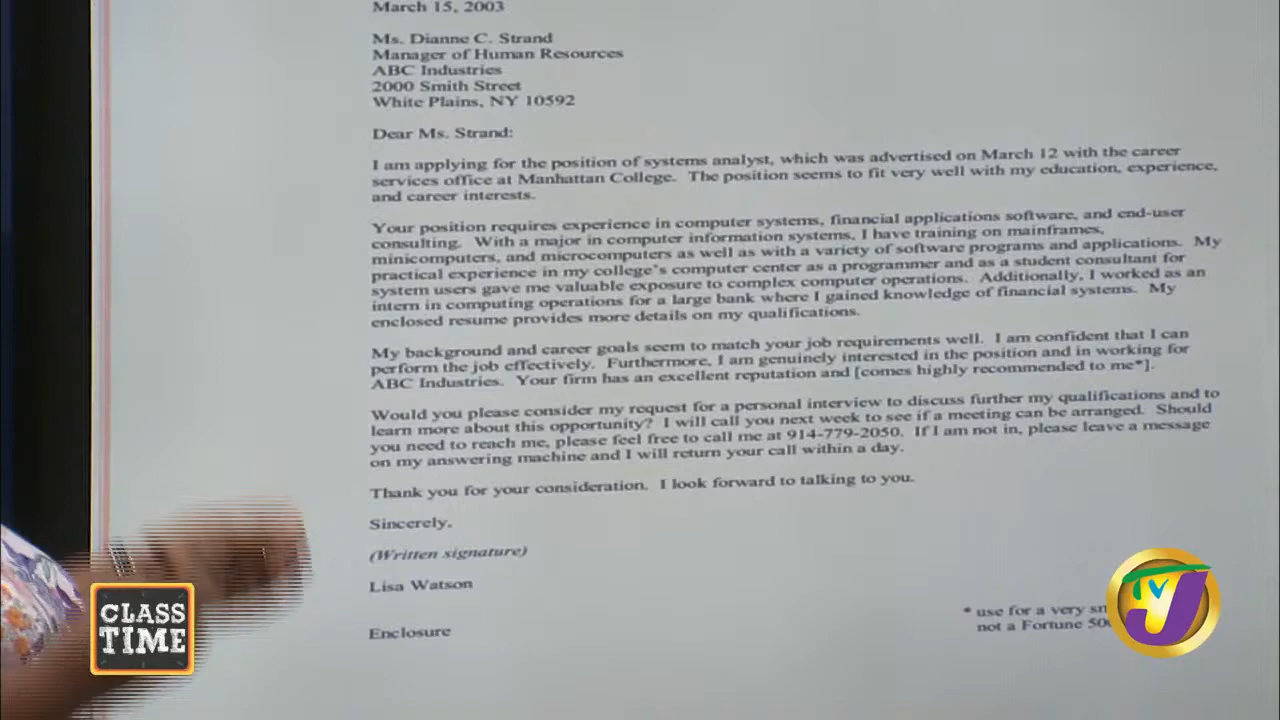 March 15, 2003
Ms. Dianne C. Strand
Manager of Human Resources
ABC Industries
2000 Smith Street
White Plains, NY 10592
Dear Ms. Strand:
I am applying for the position of systems analyst, which was advertised on March 12 with the career
services office at Manhattan College. The position seems to fit very well with my education, experience,
and career interests.
Your position requires experience in computer systems, financial applications software, and end-user
consulting. With a major in computer information systems, I have training on mainframes,
minicomputers, and microcomputers as well as with a variety of software programs and applications. My
practical experience in my college's computer center as a programmer and as a student consultant for
system users gave me valuable exposure to complex computer operations. Additionally, I worked as an
intern in computing operations for a large bank where I gained knowledge of financial systems. My
enclosed resume provides more details on my qualifications.
My background and career goals seem to match your job requirements well. I am confident that I can
perform the job effectively. Furthermore, I am genuinely interested in the position and in working for
ABC Industries. Your firm has an excellent reputation and [comes highly recommended to me*].
Would you please consider my request for a personal interview to discuss further my qualifications and to
learn more about this opportunity? I will call you next week to see if a meeting can be arranged. Should
you need to reach me, please feel free to call me at 914-779-2050. If I am not in, please leave a message
on my answering machine and I will return your call within a day.
Thank you for your consideration. I look forward to talking to you.
Sincerely,
(Written signature)
Lisa Watson
Enclosure
* use for a very
not a Fortune
CLASS
TIME
TVJ